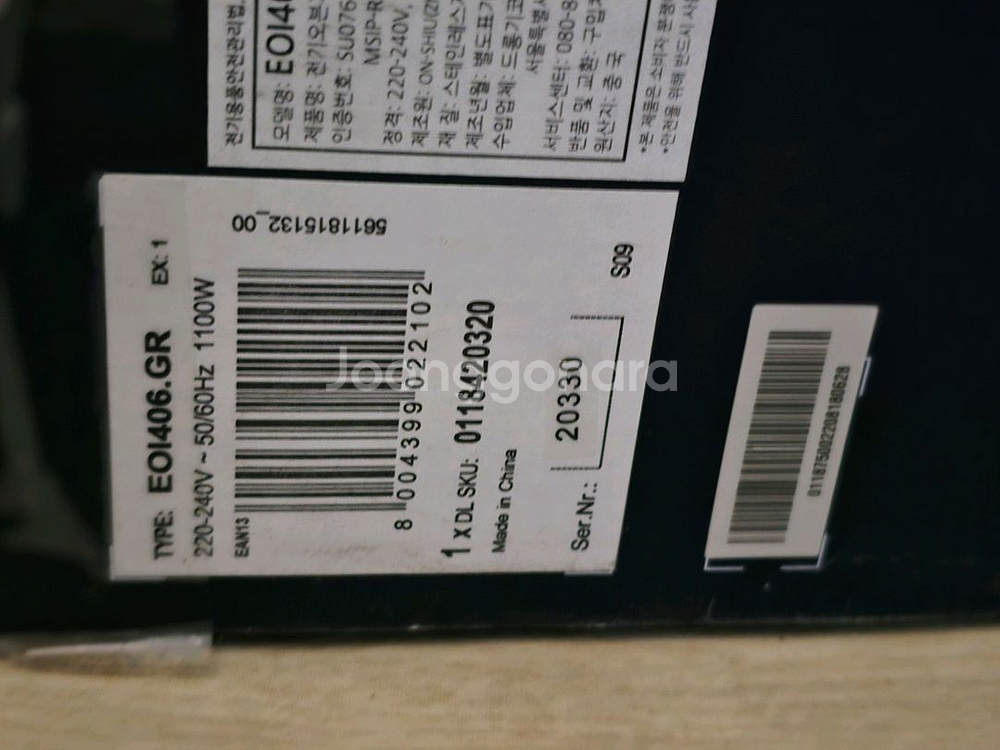 전기용품안전관리법
모델명: EOI40
제품명: 전기오븐
인증번호: SU076
MSIP-R
정격: 220-240V,
제조원: ON-SHIU(ZH
재 질: 스테인레스
제조년월: 별도표기
수입업체: 드롱기코
서울특별시
서비스센터: 080-8
반품 및 교환: 구입처
원산지: 중국
*본 제품은 소비자 분쟁
*안전을 위해 반드시 사
TYPE: EOI406.GR EX: 1
220-240V ~ 50/60Hz 1100W
5611815132_00
EAN13
8 004399 022102
1 X DL SKU: 0118420320
Made in China
Ser.Nr.: 20330
S09
Joonggonara